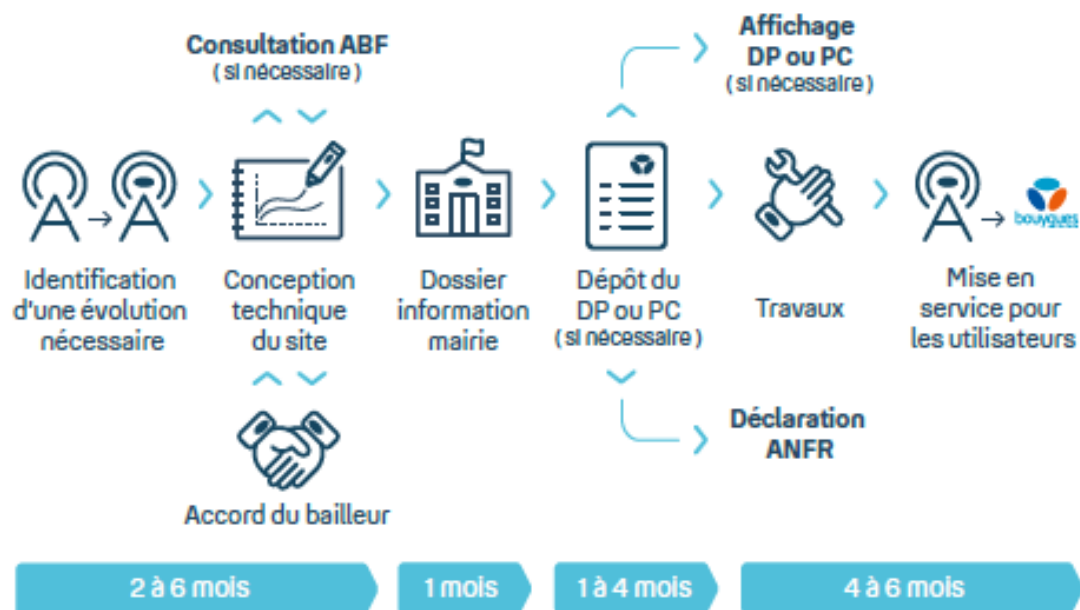 Consultation ABF
( si nécessaire )
Affichage
DP ou PC
( si nécessaire )
Identification
d'une évolution
nécessaire
Conception
technique
du site
Dossier
information
mairie
Dépôt du
DP ou PC
( si nécessaire )
Travaux
bouygues
Mise en
service pour
les utilisateurs
Accord du bailleur
Déclaration
ANFR
2 à 6 mois
1 mois
1 à 4 mois
4 à 6 mois